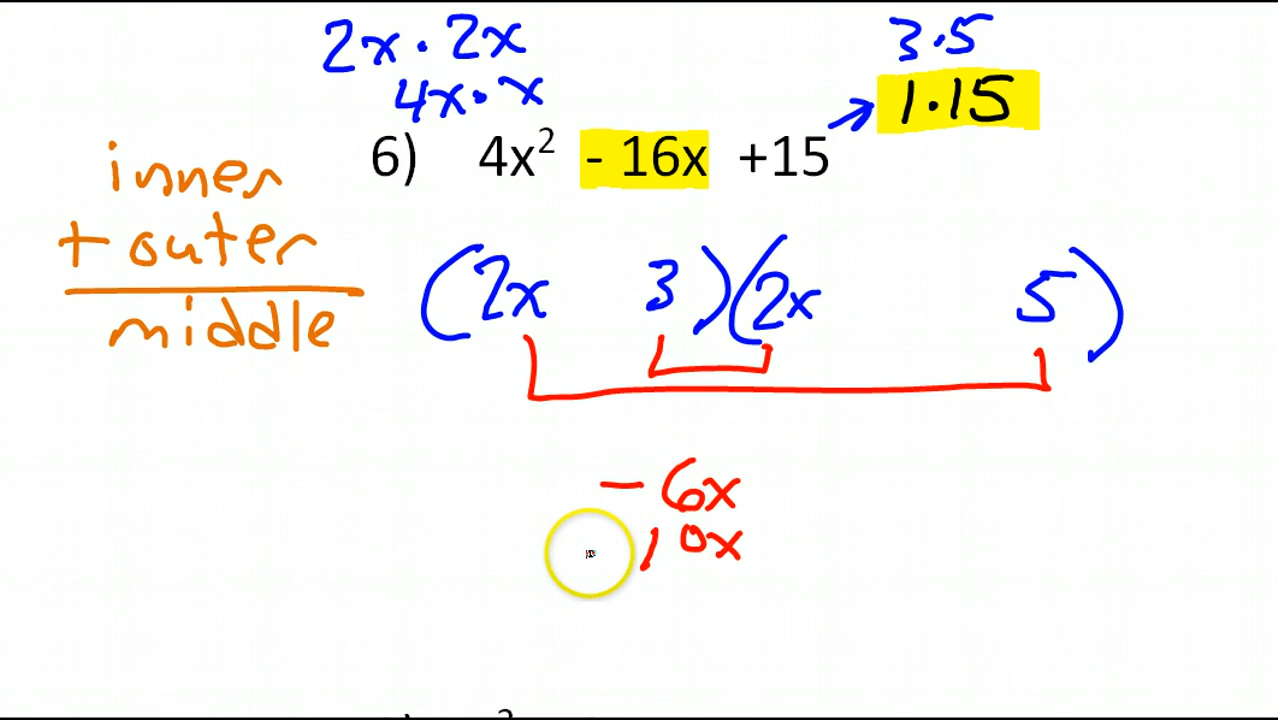 2x · 2x
3·5
4x · x
1·15
6) 4x² - 16x +15
inner
+ outer
middle
(2x 3)(2x 5)
- 6x
10x